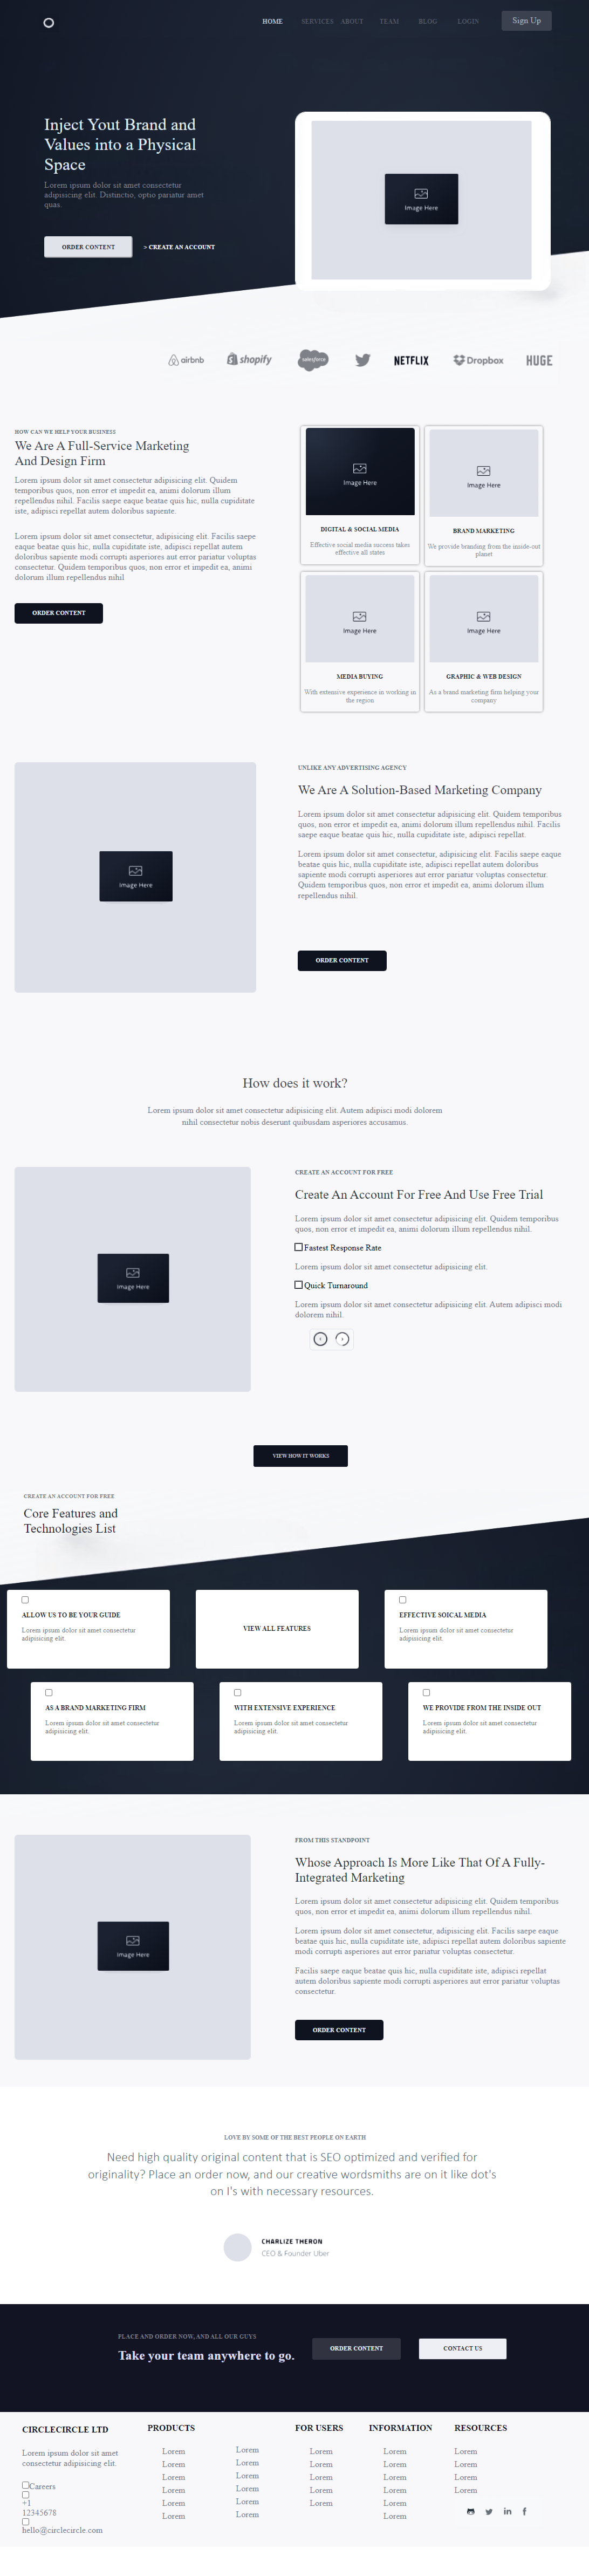 HOME SERVICES ABOUT TEAM BLOG LOGIN Sign Up
Inject Yout Brand and
Values into a Physical
Space
Lorem ipsum dolor sit amet consectetur
adipisicing elit. Distinctio, optio pariatur amet
quas.
ORDER CONTENT > CREATE AN ACCOUNT
Image Here
airbnb shopify salesforce NETFLIX Dropbox HUGE
HOW CAN WE HELP YOUR BUSINESS
We Are A Full-Service Marketing
And Design Firm
Lorem ipsum dolor sit amet consectetur adipisicing elit. Quidem
temporibus quos, non error et impedit ea, animi dolorum illum
repellendus nihil. Facilis saepe eaque beatae quis hic, nulla cupiditate
iste, adipisci repellat autem doloribus sapiente.
Lorem ipsum dolor sit amet consectetur, adipisicing elit. Facilis saepe
eaque beatae quis hic, nulla cupiditate iste, adipisci repellat autem
doloribus sapiente modi corrupti asperiores aut error pariatur voluptas
consectetur. Quidem temporibus quos, non error et impedit ea, animi
dolorum illum repellendus nihil
ORDER CONTENT
Image Here
DIGITAL & SOCIAL MEDIA
Effective social media success takes
effective all states
Image Here
BRAND MARKETING
We provide branding from the inside-out
planet
Image Here
MEDIA BUYING
With extensive experience in working in
the region
Image Here
GRAPHIC & WEB DESIGN
As a brand marketing firm helping your
company
Image Here
UNLIKE ANY ADVERTISING AGENCY
We Are A Solution-Based Marketing Company
Lorem ipsum dolor sit amet consectetur adipisicing elit. Quidem temporibus
quos, non error et impedit ea, animi dolorum illum repellendus nihil. Facilis
saepe eaque beatae quis hic, nulla cupiditate iste, adipisci repellat.
Lorem ipsum dolor sit amet consectetur, adipisicing elit. Facilis saepe eaque
beatae quis hic, nulla cupiditate iste, adipisci repellat autem doloribus
sapiente modi corrupti asperiores aut error pariatur voluptas consectetur.
Quidem temporibus quos, non error et impedit ea, animi dolorum illum
repellendus nihil.
ORDER CONTENT
How does it work?
Lorem ipsum dolor sit amet consectetur adipisicing elit. Autem adipisci modi dolorem
nihil consectetur nobis deserunt quibusdam asperiores accusamus.
Image Here
CREATE AN ACCOUNT FOR FREE
Create An Account For Free And Use Free Trial
Lorem ipsum dolor sit amet consectetur adipisicing elit. Quidem temporibus
quos, non error et impedit ea, animi dolorum illum repellendus nihil.
Fastest Response Rate
Lorem ipsum dolor sit amet consectetur adipisicing elit.
Quick Turnaround
Lorem ipsum dolor sit amet consectetur adipisicing elit. Autem adipisci modi
dolorem nihil.
VIEW HOW IT WORKS
CREATE AN ACCOUNT FOR FREE
Core Features and
Technologies List
ALLOW US TO BE YOUR GUIDE
Lorem ipsum dolor sit amet consectetur
adipisicing elit.
VIEW ALL FEATURES
EFFECTIVE SOICAL MEDIA
Lorem ipsum dolor sit amet consectetur
adipisicing elit.
AS A BRAND MARKETING FIRM
Lorem ipsum dolor sit amet consectetur
adipisicing elit.
WITH EXTENSIVE EXPERIENCE
Lorem ipsum dolor sit amet consectetur
adipisicing elit.
WE PROVIDE FROM THE INSIDE OUT
Lorem ipsum dolor sit amet consectetur
adipisicing elit.
Image Here
FROM THIS STANDPOINT
Whose Approach Is More Like That Of A Fully-
Integrated Marketing
Lorem ipsum dolor sit amet consectetur adipisicing elit. Quidem temporibus
quos, non error et impedit ea, animi dolorum illum repellendus nihil.
Lorem ipsum dolor sit amet consectetur, adipisicing elit. Facilis saepe eaque
beatae quis hic, nulla cupiditate iste, adipisci repellat autem doloribus sapiente
modi corrupti asperiores aut error pariatur voluptas consectetur.
Facilis saepe eaque beatae quis hic, nulla cupiditate iste, adipisci repellat
autem doloribus sapiente modi corrupti asperiores aut error pariatur voluptas
consectetur.
ORDER CONTENT
LOVE BY SOME OF THE BEST PEOPLE ON EARTH
Need high quality original content that is SEO optimized and verified for
originality? Place an order now, and our creative wordsmiths are on it like dot's
on I's with necessary resources.
CHARLIZE THERON
CEO & Founder Uber
PLACE AND ORDER NOW, AND ALL OUR GUYS
Take your team anywhere to go.
ORDER CONTENT CONTACT US
CIRCLECIRCLE LTD
Lorem ipsum dolor sit amet
consectetur adipisicing elit.
Careers
+1
12345678
hello@circlecircle.com
PRODUCTS
Lorem
Lorem
Lorem
Lorem
Lorem
Lorem
Lorem
Lorem
Lorem
Lorem
Lorem
Lorem
FOR USERS
Lorem
Lorem
Lorem
Lorem
Lorem
INFORMATION
Lorem
Lorem
Lorem
Lorem
Lorem
Lorem
RESOURCES
Lorem
Lorem
Lorem
Lorem